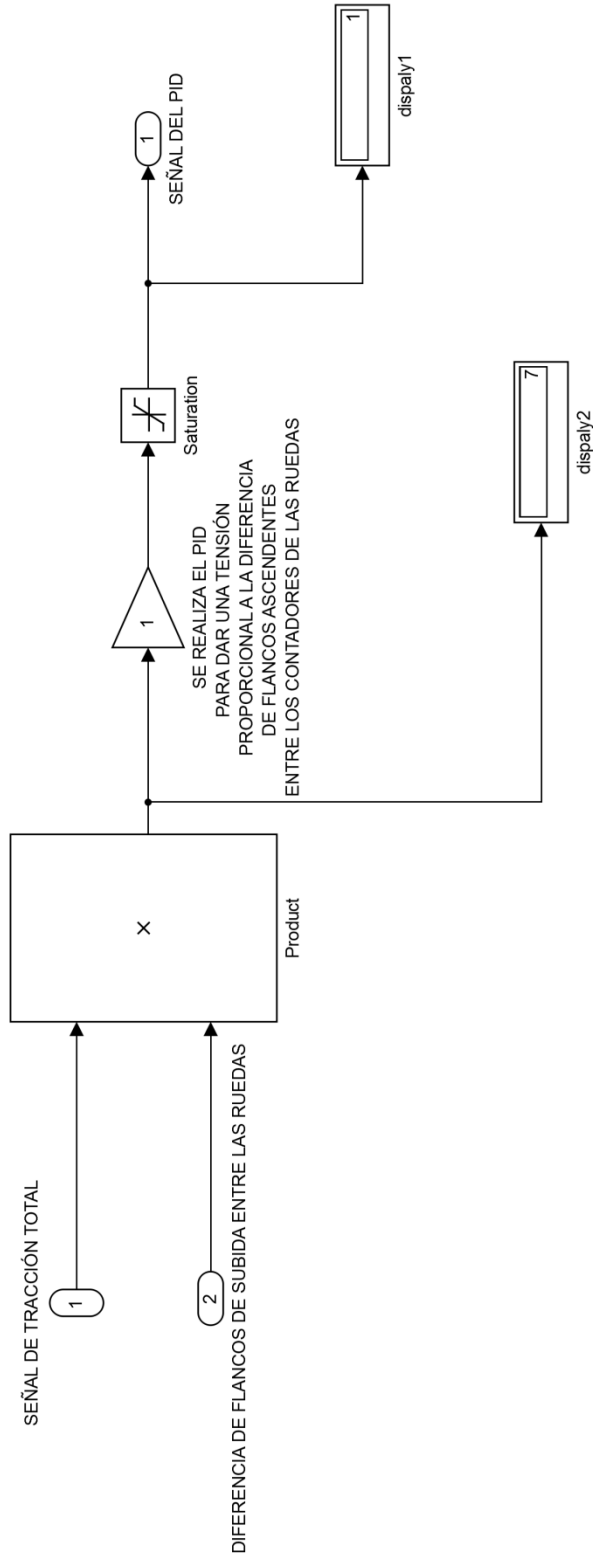 SEÑAL DE TRACCIÓN TOTAL
1
2
DIFERENCIA DE FLANCOS DE SUBIDA ENTRE LAS RUEDAS
×
Product
1
SE REALIZA EL PID
PARA DAR UNA TENSIÓN
PROPORCIONAL A LA DIFERENCIA
DE FLANCOS ASCENDENTES
ENTRE LOS CONTADORES DE LAS RUEDAS
Saturation
1
SEÑAL DEL PID
1
dispaly1
7
dispaly2